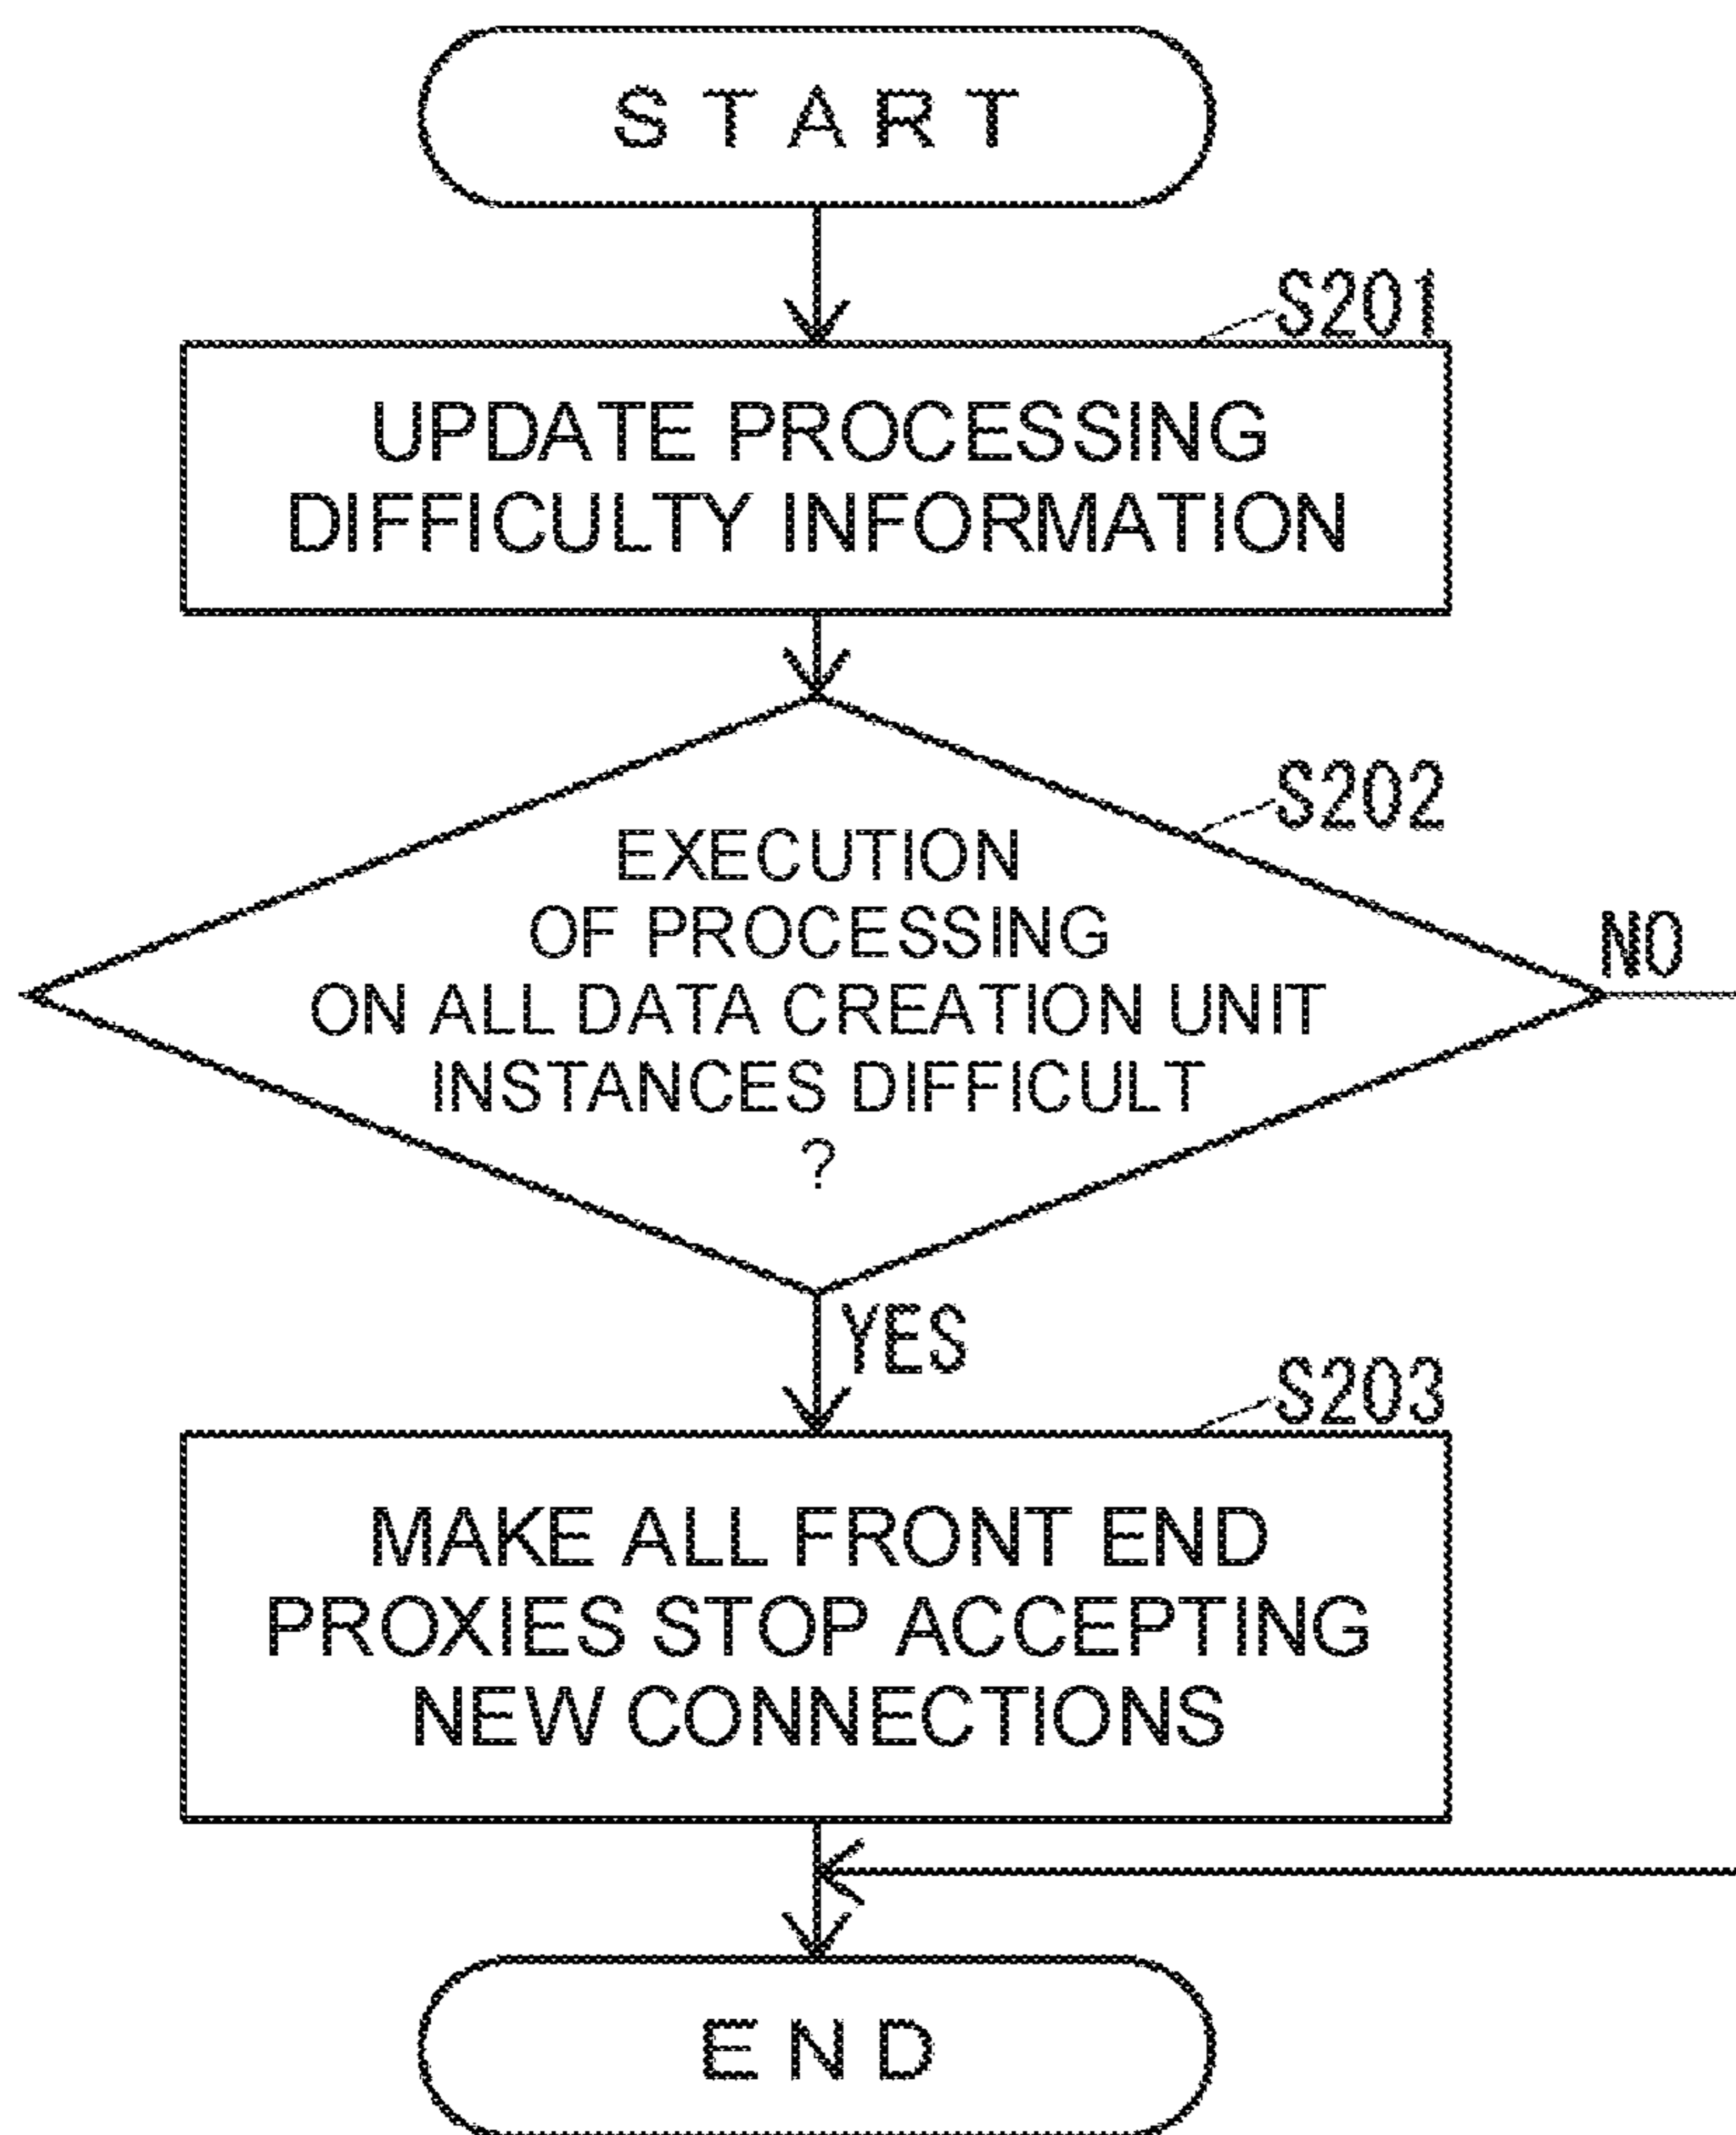 START
S201
UPDATE PROCESSING
DIFFICULTY INFORMATION
S202
EXECUTION
OF PROCESSING
ON ALL DATA CREATION UNIT
INSTANCES DIFFICULT
?
NO
YES
S203
MAKE ALL FRONT END
PROXIES STOP ACCEPTING
NEW CONNECTIONS
END